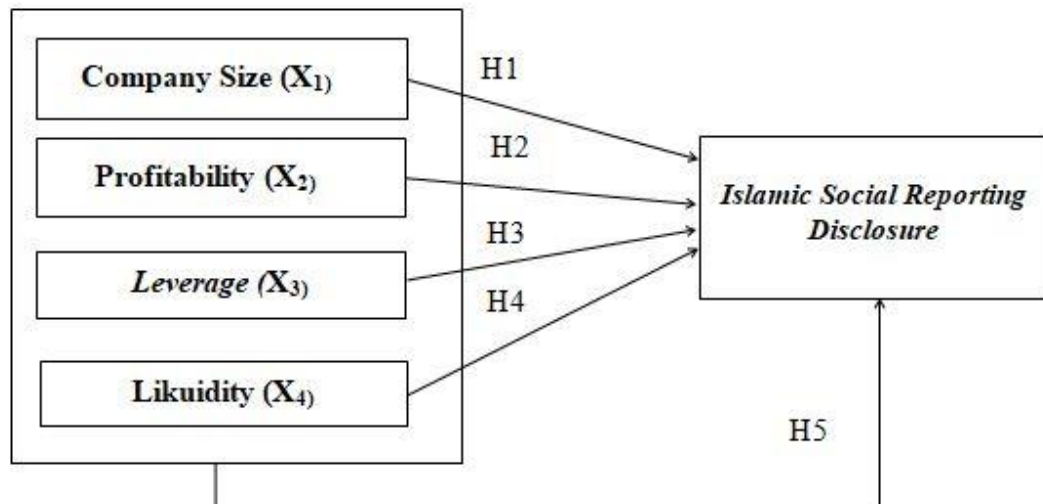 Company Size (X1)
H1
H2
Profitability (X2)
Islamic Social Reporting
Disclosure
H3
Leverage (X3)
H4
Likuidity (X4)
H5